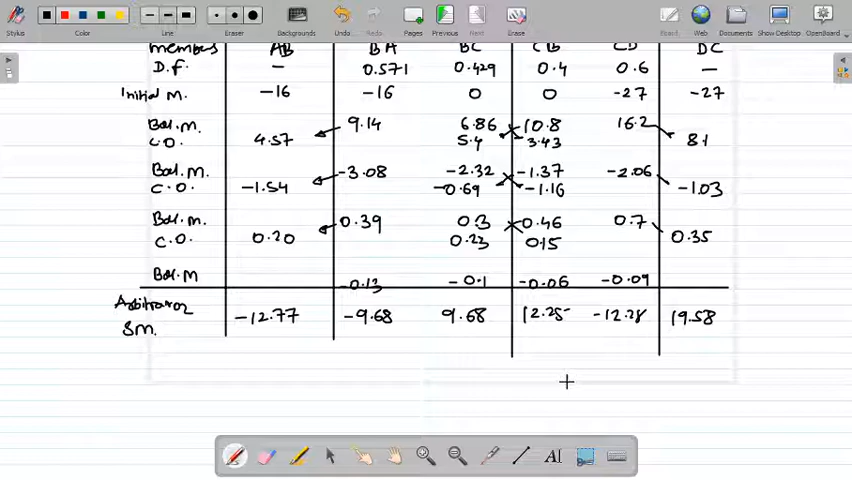 Stylus Color Line Eraser Backgrounds Undo Redo Pages Previous Next Erase Board Web Documents Show Desktop OpenBoard
Members AB BA BC CB CD DC
D.F. - 0.571 0.429 0.4 0.6 -
Initial M. -16 -16 0 0 -27 -27
Bal.M. 9.14 6.86 10.8 16.2
C.O. 4.57 5.4 3.43 8.1
Bal.M. -3.08 -2.32 -1.37 -2.06
C.O. -1.54 -0.69 -1.16 -1.03
Bal.M. 0.39 0.3 0.46 0.7
C.O. 0.20 0.23 0.15 0.35
Bal.M -0.13 -0.1 -0.06 -0.09
-12.77 -9.68 9.68 12.28 -12.28 19.58
SM.